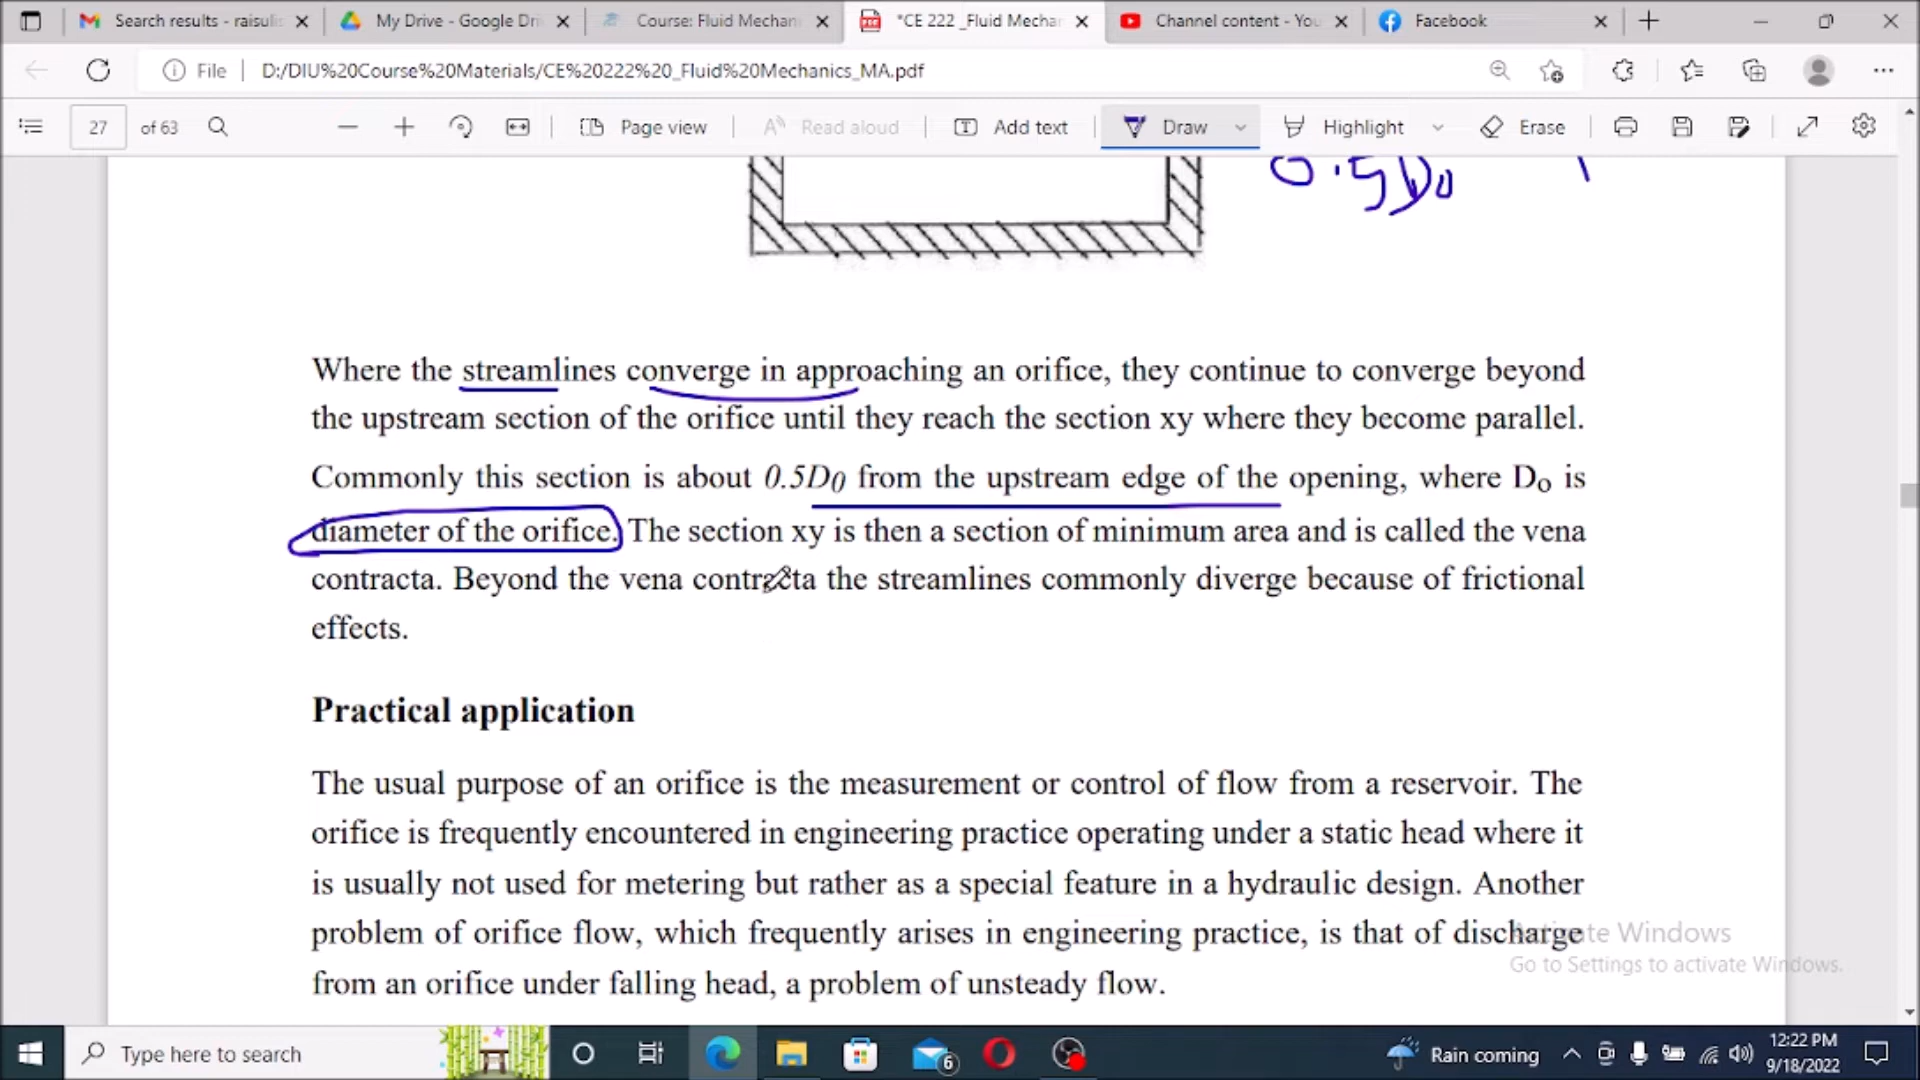 Search results - raisuli
My Drive - Google Dri
Course: Fluid Mechan
*CE 222 _Fluid Mechan
Channel content - You
Facebook
File
D:/DIU%20Course%20Materials/CE%20222%20_Fluid%20Mechanics_MA.pdf
27 of 63
Page view
Read aloud
Add text
Draw
Highlight
Erase
0.5D0
Where the streamlines converge in approaching an orifice, they continue to converge beyond
the upstream section of the orifice until they reach the section xy where they become parallel.
Commonly this section is about 0.5D0 from the upstream edge of the opening, where Do is
diameter of the orifice. The section xy is then a section of minimum area and is called the vena
contracta. Beyond the vena contracta the streamlines commonly diverge because of frictional
effects.
Practical application
The usual purpose of an orifice is the measurement or control of flow from a reservoir. The
orifice is frequently encountered in engineering practice operating under a static head where it
is usually not used for metering but rather as a special feature in a hydraulic design. Another
problem of orifice flow, which frequently arises in engineering practice, is that of discharge
from an orifice under falling head, a problem of unsteady flow.
Activate Windows
Go to Settings to activate Windows.
Type here to search
6
Rain coming
12:22 PM
9/18/2022